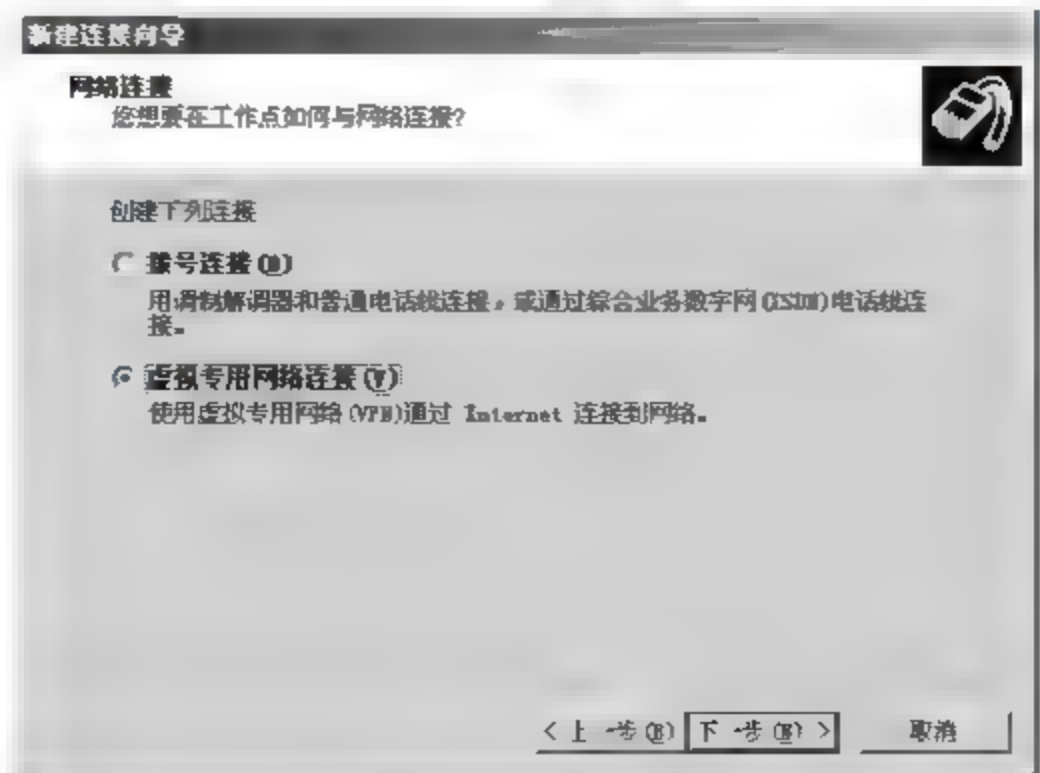 新建连接向导
网络连接
您想要在工作点如何与网络连接?
创建下列连接
拨号连接(D)
用调制解调器和普通电话线连接，或通过综合业务数字网(ISDN)电话线连
接。
虚拟专用网络连接(V)
使用虚拟专用网络(VPN)通过 Internet 连接到网络。
< 上一步(B) 下一步(N) > 取消